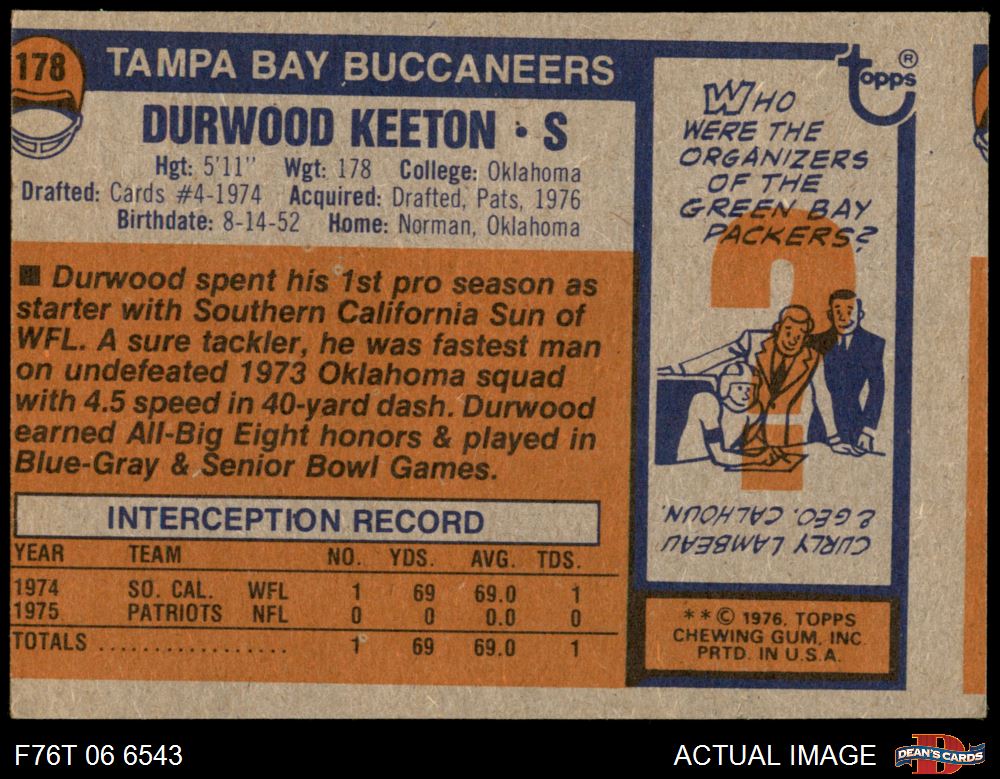 178
TAMPA BAY BUCCANEERS
DURWOOD KEETON • S
Hgt: 5'11" Wgt: 178 College: Oklahoma
Drafted: Cards #4-1974 Acquired: Drafted, Pats, 1976
Birthdate: 8-14-52 Home: Norman, Oklahoma
■ Durwood spent his 1st pro season as
starter with Southern California Sun of
WFL. A sure tackler, he was fastest man
on undefeated 1973 Oklahoma squad
with 4.5 speed in 40-yard dash. Durwood
earned All-Big Eight honors & played in
Blue-Gray & Senior Bowl Games.
INTERCEPTION RECORD
YEAR TEAM NO. YDS. AVG. TDS.
1974 SO. CAL. WFL 1 69 69.0 1
1975 PATRIOTS NFL 0 0 0.0 0
TOTALS ................ 1 69 69.0 1
Topps ®
WHO
WERE THE
ORGANIZERS
OF THE
GREEN BAY
PACKERS?
?
CURLY LAMBEAU
& GEO. CALHOUN.
**© 1976, TOPPS
CHEWING GUM, INC.
PRTD. IN U.S.A.
F76T 06 6543
ACTUAL IMAGE
D
DEAN'S CARDS